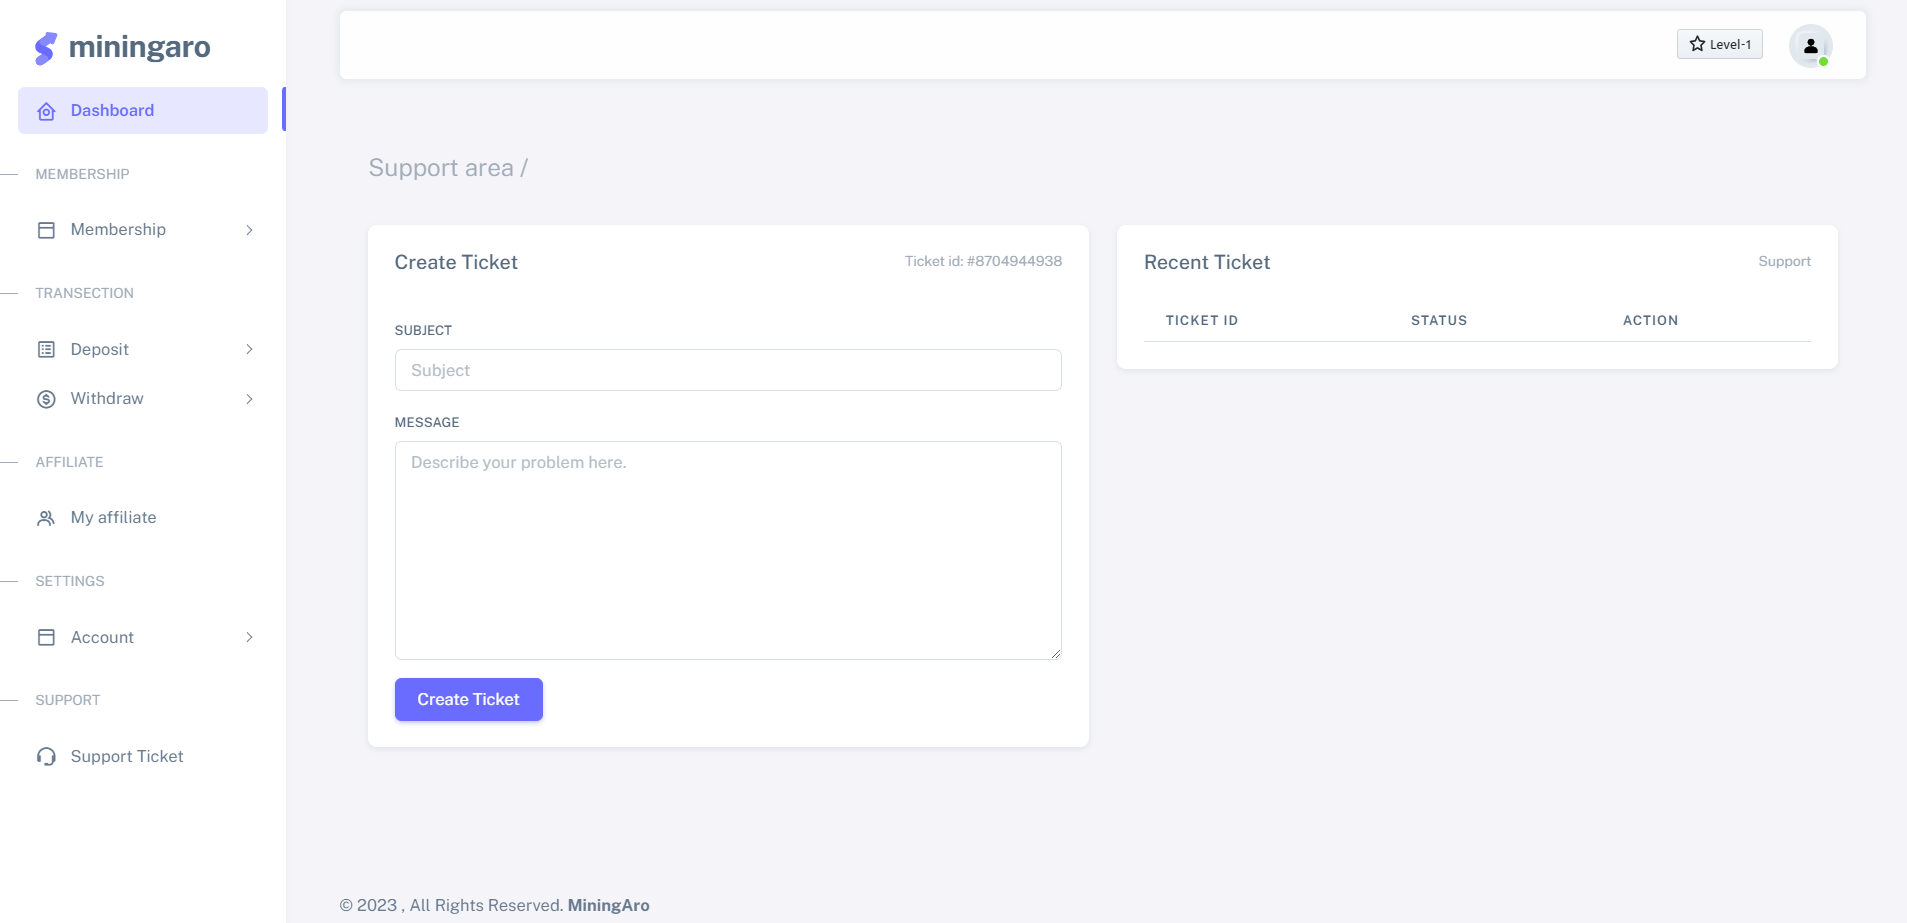 miningaro
Dashboard
MEMBERSHIP
Membership
TRANSECTION
Deposit
Withdraw
AFFILIATE
My affiliate
SETTINGS
Account
SUPPORT
Support Ticket
Level-1
Support area /
Create Ticket
Ticket id: #8704944938
SUBJECT
Subject
MESSAGE
Describe your problem here.
Create Ticket
Recent Ticket
Support
TICKET ID STATUS ACTION
© 2023 , All Rights Reserved. MiningAro